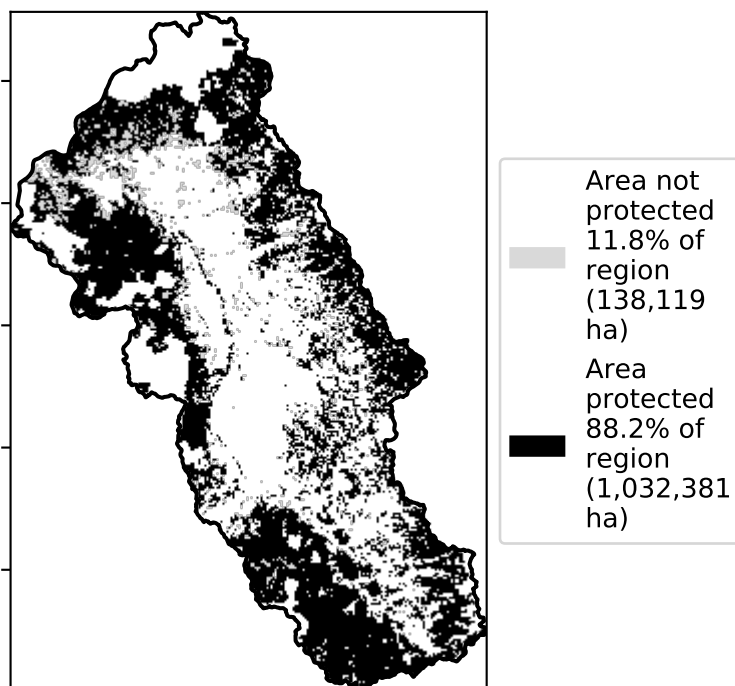 Area not
protected
11.8% of
region
(138,119
ha)
Area
protected
88.2% of
region
(1,032,381
ha)